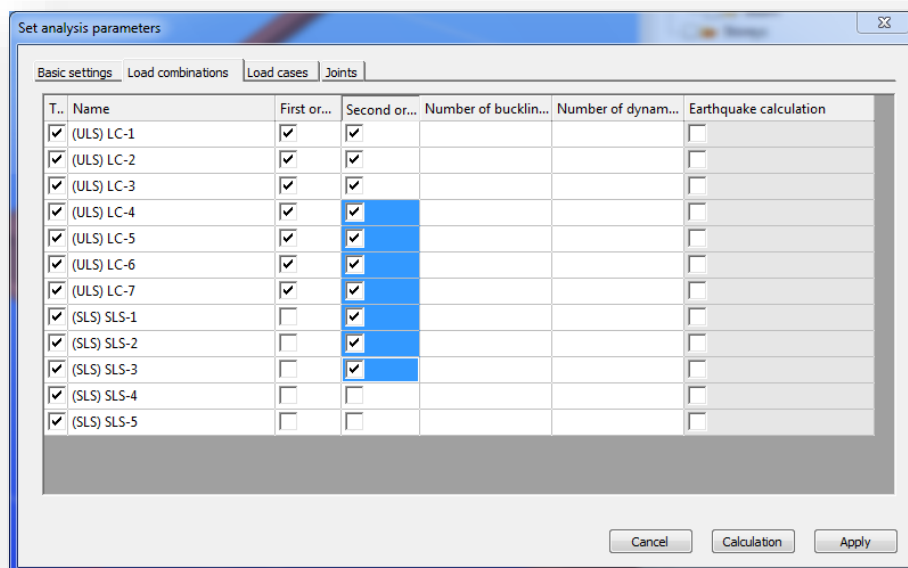 Set analysis parameters
Basic settings Load combinations Load cases Joints
T.. Name First or... Second or... Number of bucklin... Number of dynam... Earthquake calculation
(ULS) LC-1
(ULS) LC-2
(ULS) LC-3
(ULS) LC-4
(ULS) LC-5
(ULS) LC-6
(ULS) LC-7
(SLS) SLS-1
(SLS) SLS-2
(SLS) SLS-3
(SLS) SLS-4
(SLS) SLS-5
Cancel Calculation Apply